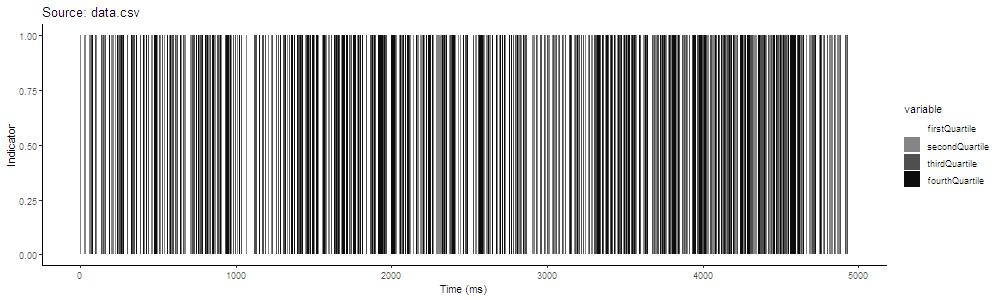 Source: data.csv
1.00
0.75
0.50
0.25
0.00
Indicator
0 1000 2000 3000 4000 5000
Time (ms)
variable
firstQuartile
secondQuartile
thirdQuartile
fourthQuartile